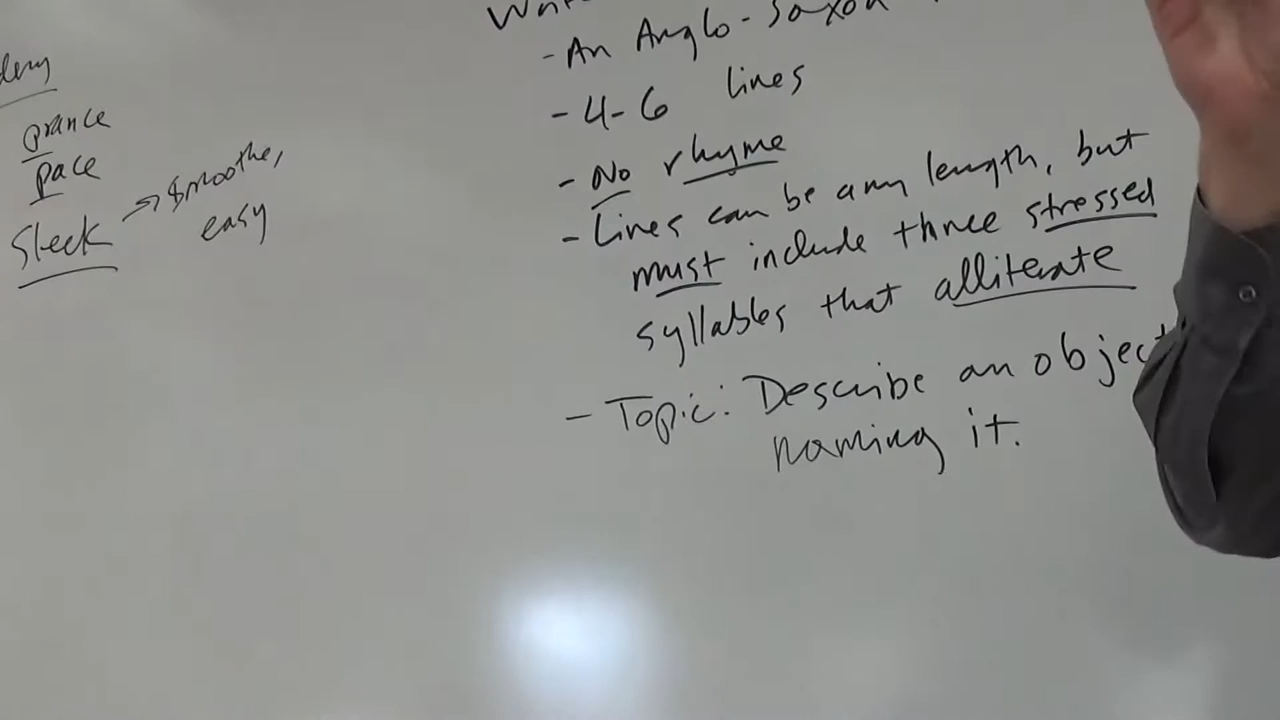 prance
pace
sleek → smoothe,
easy
- An Anglo-Saxon
- 4-6 lines
- No rhyme
- Lines can be any length, but
must include three stressed
syllables that alliterate
- Topic: Describe an object
naming it.